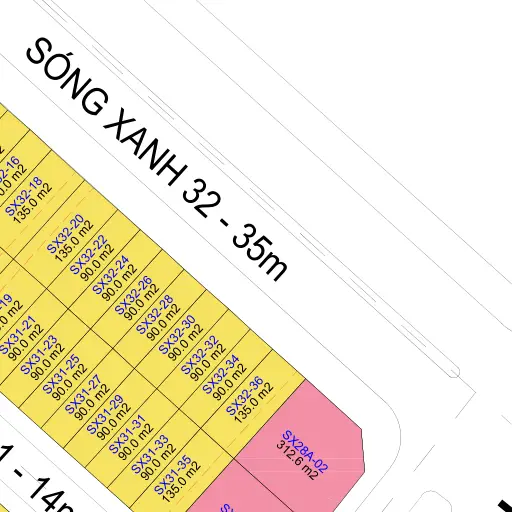 SÓNG XANH 32 - 35m
SX32-18
135.0 m2
SX32-20
135.0 m2
SX32-22
90.0 m2
SX32-24
90.0 m2
SX32-26
90.0 m2
SX32-28
90.0 m2
SX32-30
90.0 m2
SX32-32
90.0 m2
SX32-34
90.0 m2
SX32-36
135.0 m2
SX31-21
90.0 m2
SX31-23
90.0 m2
SX31-25
90.0 m2
SX31-27
90.0 m2
SX31-29
90.0 m2
SX31-31
90.0 m2
SX31-33
90.0 m2
SX31-35
135.0 m2
SX28A-02
312.6 m2